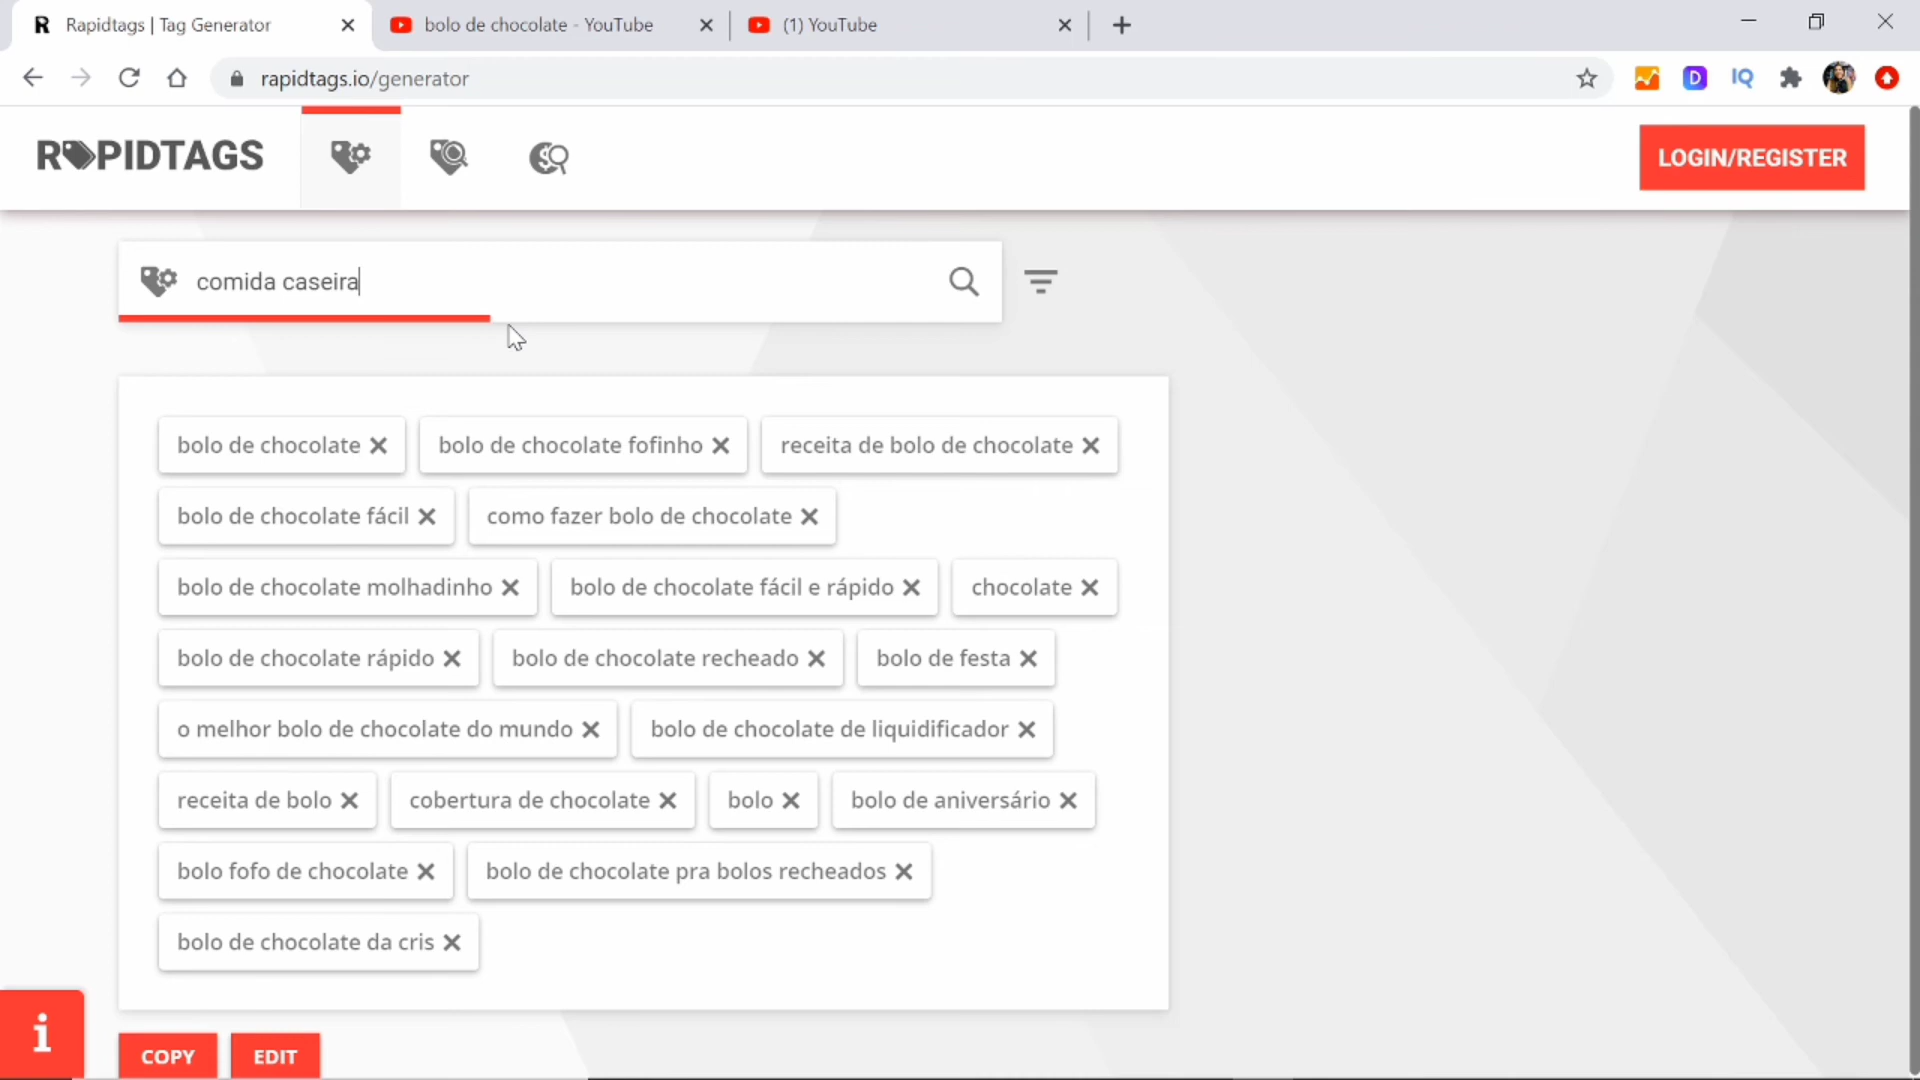 Rapidtags | Tag Generator
bolo de chocolate - YouTube
(1) YouTube
rapidtags.io/generator
RAPIDTAGS
LOGIN/REGISTER
comida caseira
bolo de chocolate
bolo de chocolate fofinho
receita de bolo de chocolate
bolo de chocolate fácil
como fazer bolo de chocolate
bolo de chocolate molhadinho
bolo de chocolate fácil e rápido
chocolate
bolo de chocolate rápido
bolo de chocolate recheado
bolo de festa
o melhor bolo de chocolate do mundo
bolo de chocolate de liquidificador
receita de bolo
cobertura de chocolate
bolo
bolo de aniversário
bolo fofo de chocolate
bolo de chocolate pra bolos recheados
bolo de chocolate da cris
COPY
EDIT